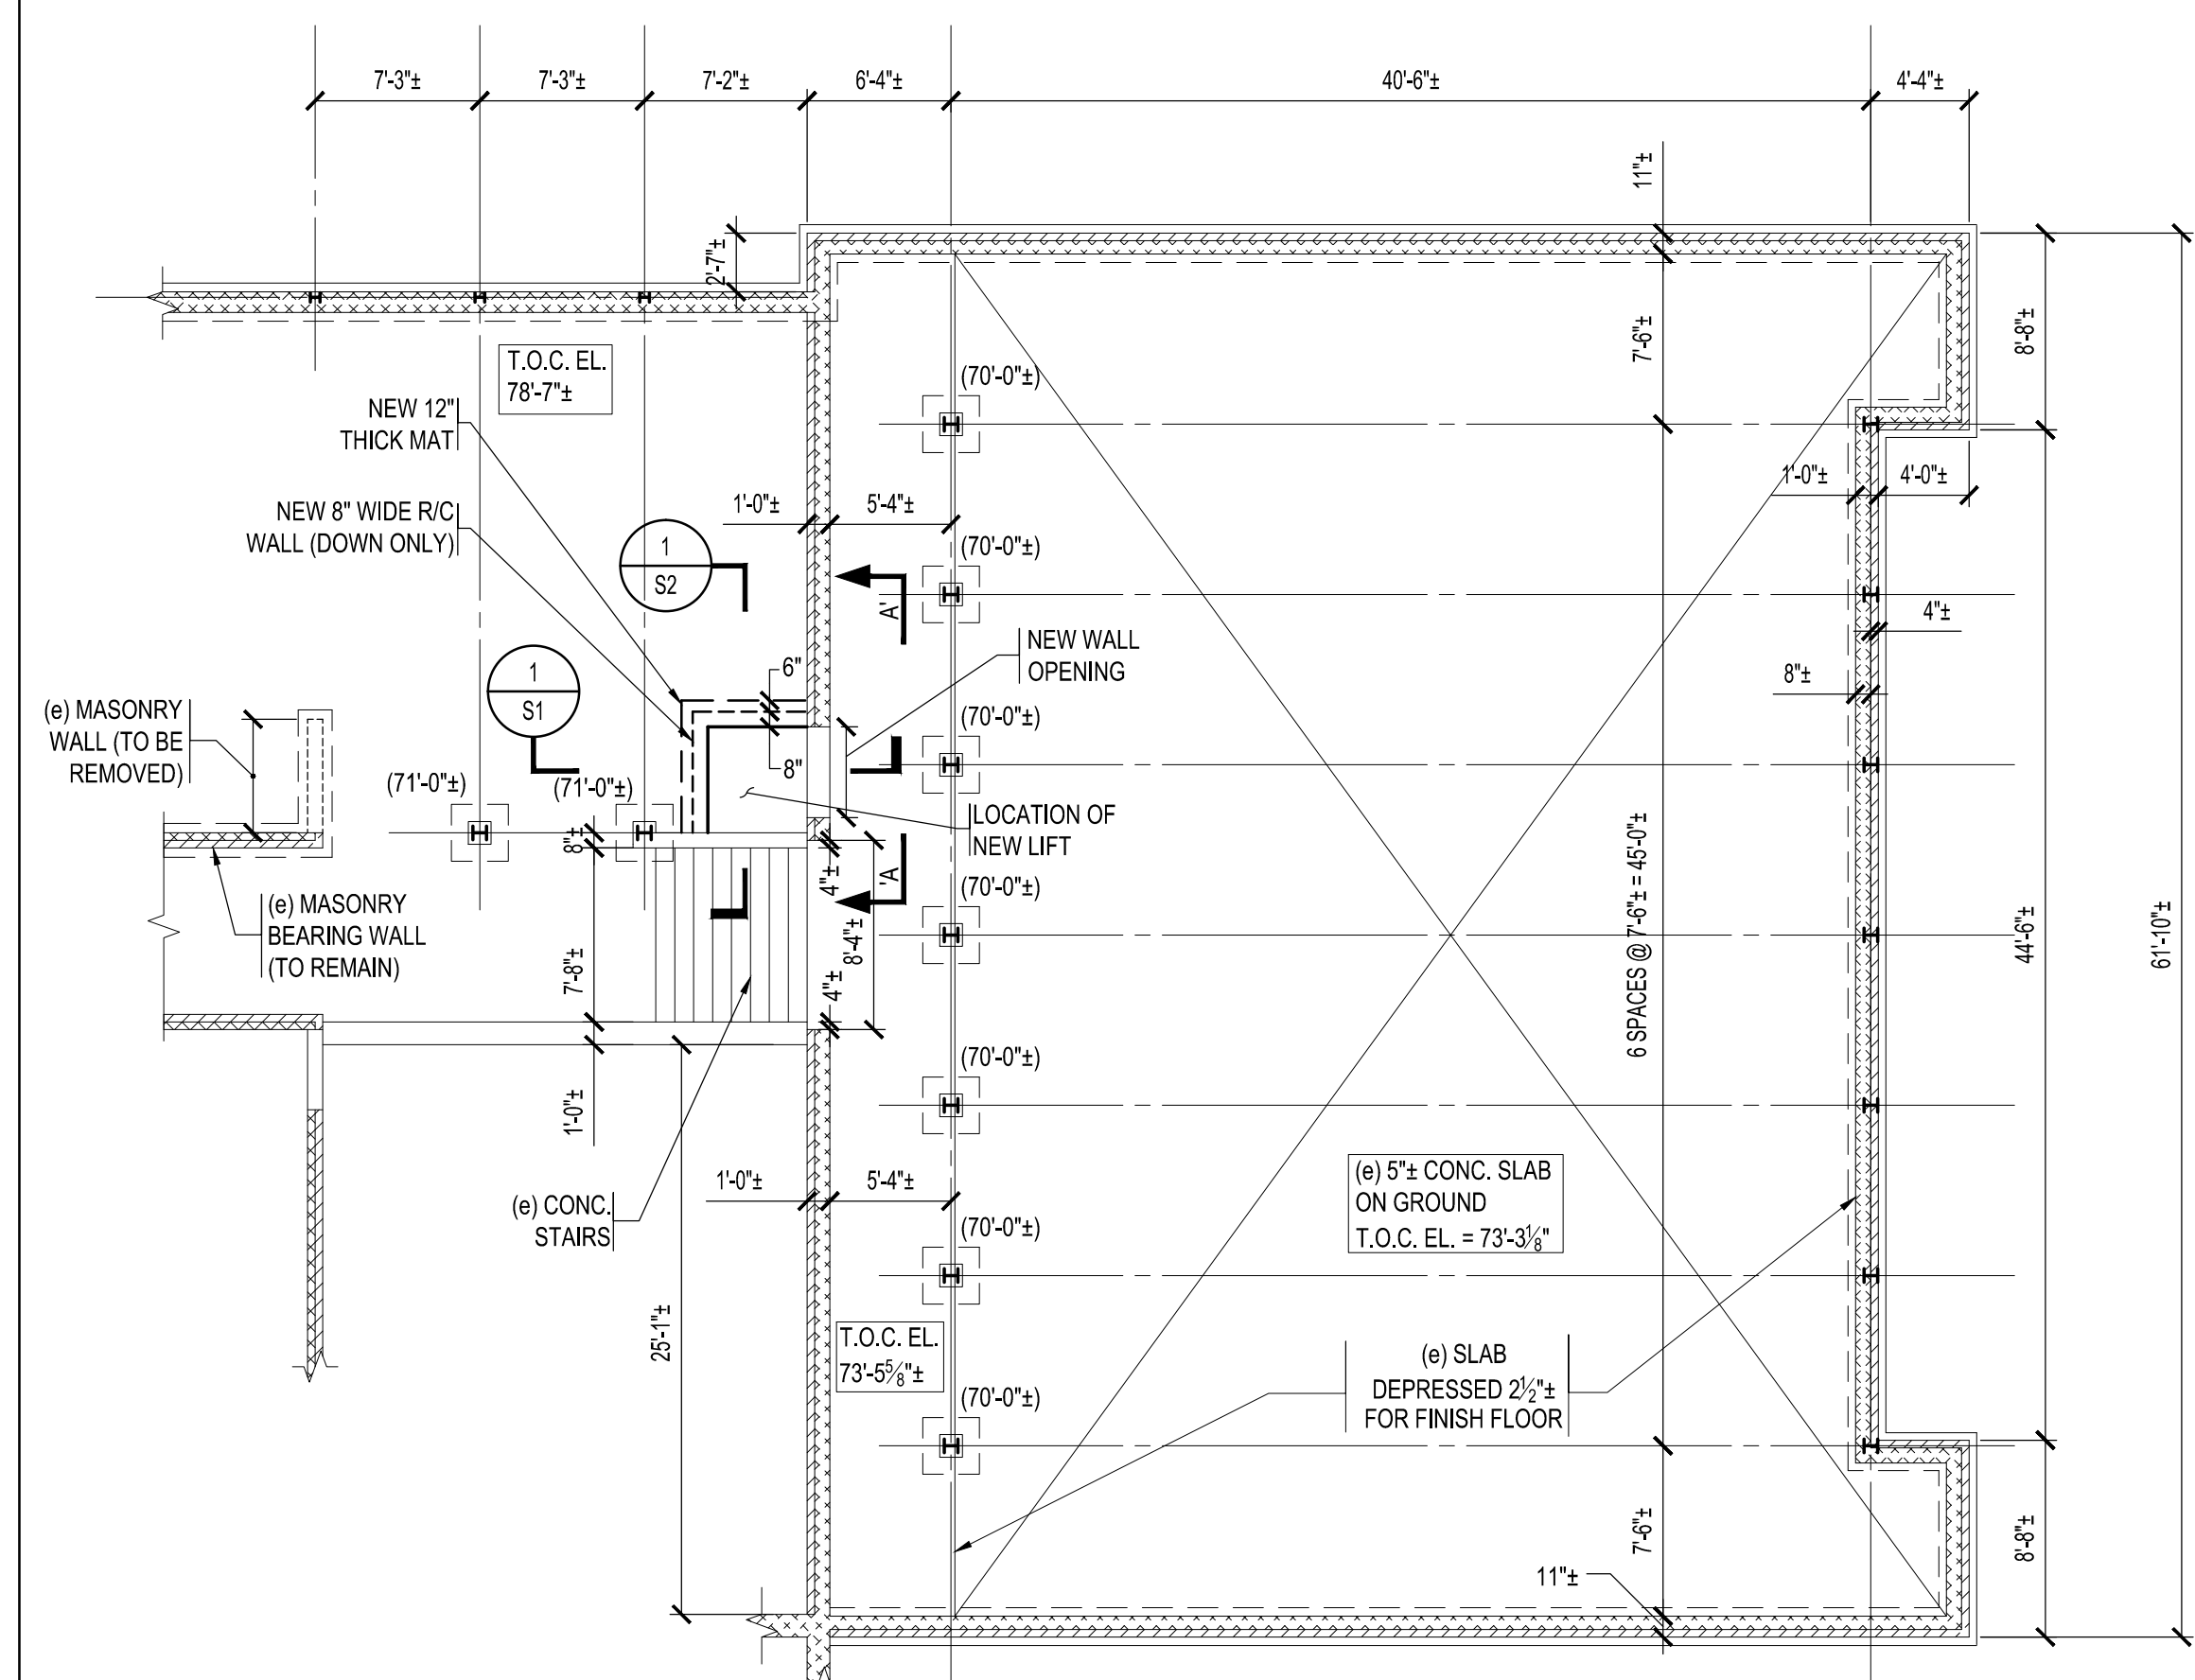 7'-3"±
7'-3"±
7'-2"±
6'-4"±
40'-6"±
4'-4"±
11"±
2'-7"±
7'-6"±
8'-8"±
T.O.C. EL.
78'-7"±
(70'-0"±)
NEW 12"
THICK MAT
1'-0"±
4'-0"±
NEW 8" WIDE R/C
WALL (DOWN ONLY)
1'-0"±
5'-4"±
1
S2
(70'-0"±)
A'
4"±
NEW WALL
OPENING
6"
8"±
1
S1
(e) MASONRY
WALL (TO BE
REMOVED)
(70'-0"±)
8"
(71'-0"±)
(71'-0"±)
LOCATION OF
NEW LIFT
8"±
4"±
'A
(70'-0"±)
6 SPACES @ 7'-6"± = 45'-0"±
44'-6"±
61'-10"±
(e) MASONRY
BEARING WALL
(TO REMAIN)
7'-8"±
8'-4"±
4"±
(70'-0"±)
1'-0"±
1'-0"±
5'-4"±
(e) CONC.
STAIRS
(e) 5"± CONC. SLAB
ON GROUND
T.O.C. EL. = 73'-3⅛"
(70'-0"±)
25'-1"±
T.O.C. EL.
73'-5⅝"±
(e) SLAB
DEPRESSED 2½"±
FOR FINISH FLOOR
(70'-0"±)
7'-6"±
8'-8"±
11"±